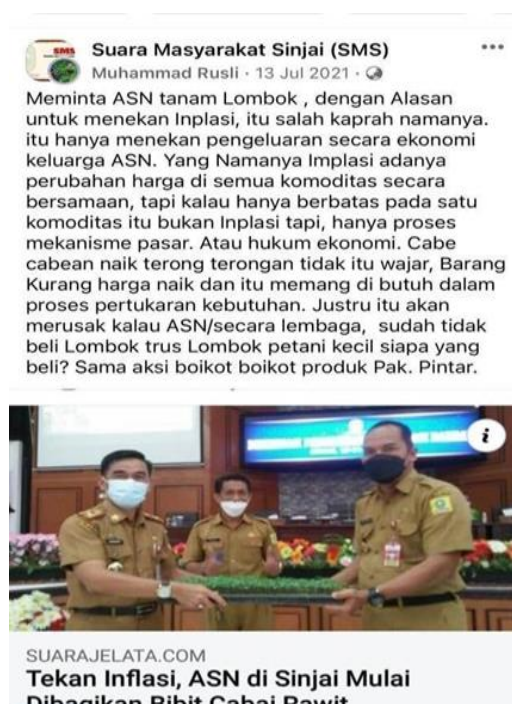 SMS
Suara Masyarakat Sinjai (SMS)
Muhammad Rusli · 13 Jul 2021 ·
Meminta ASN tanam Lombok , dengan Alasan
untuk menekan Inplasi, itu salah kaprah namanya.
itu hanya menekan pengeluaran secara ekonomi
keluarga ASN. Yang Namanya Implasi adanya
perubahan harga di semua komoditas secara
bersamaan, tapi kalau hanya berbatas pada satu
komoditas itu bukan Inplasi tapi, hanya proses
mekanisme pasar. Atau hukum ekonomi. Cabe
cabean naik terong terongan tidak itu wajar, Barang
Kurang harga naik dan itu memang di butuh dalam
proses pertukaran kebutuhan. Justru itu akan
merusak kalau ASN/secara lembaga, sudah tidak
beli Lombok trus Lombok petani kecil siapa yang
beli? Sama aksi boikot boikot produk Pak. Pintar.
i
SUARAJELATA.COM
Tekan Inflasi, ASN di Sinjai Mulai
Dibagikan Bibit Cabai Rawit